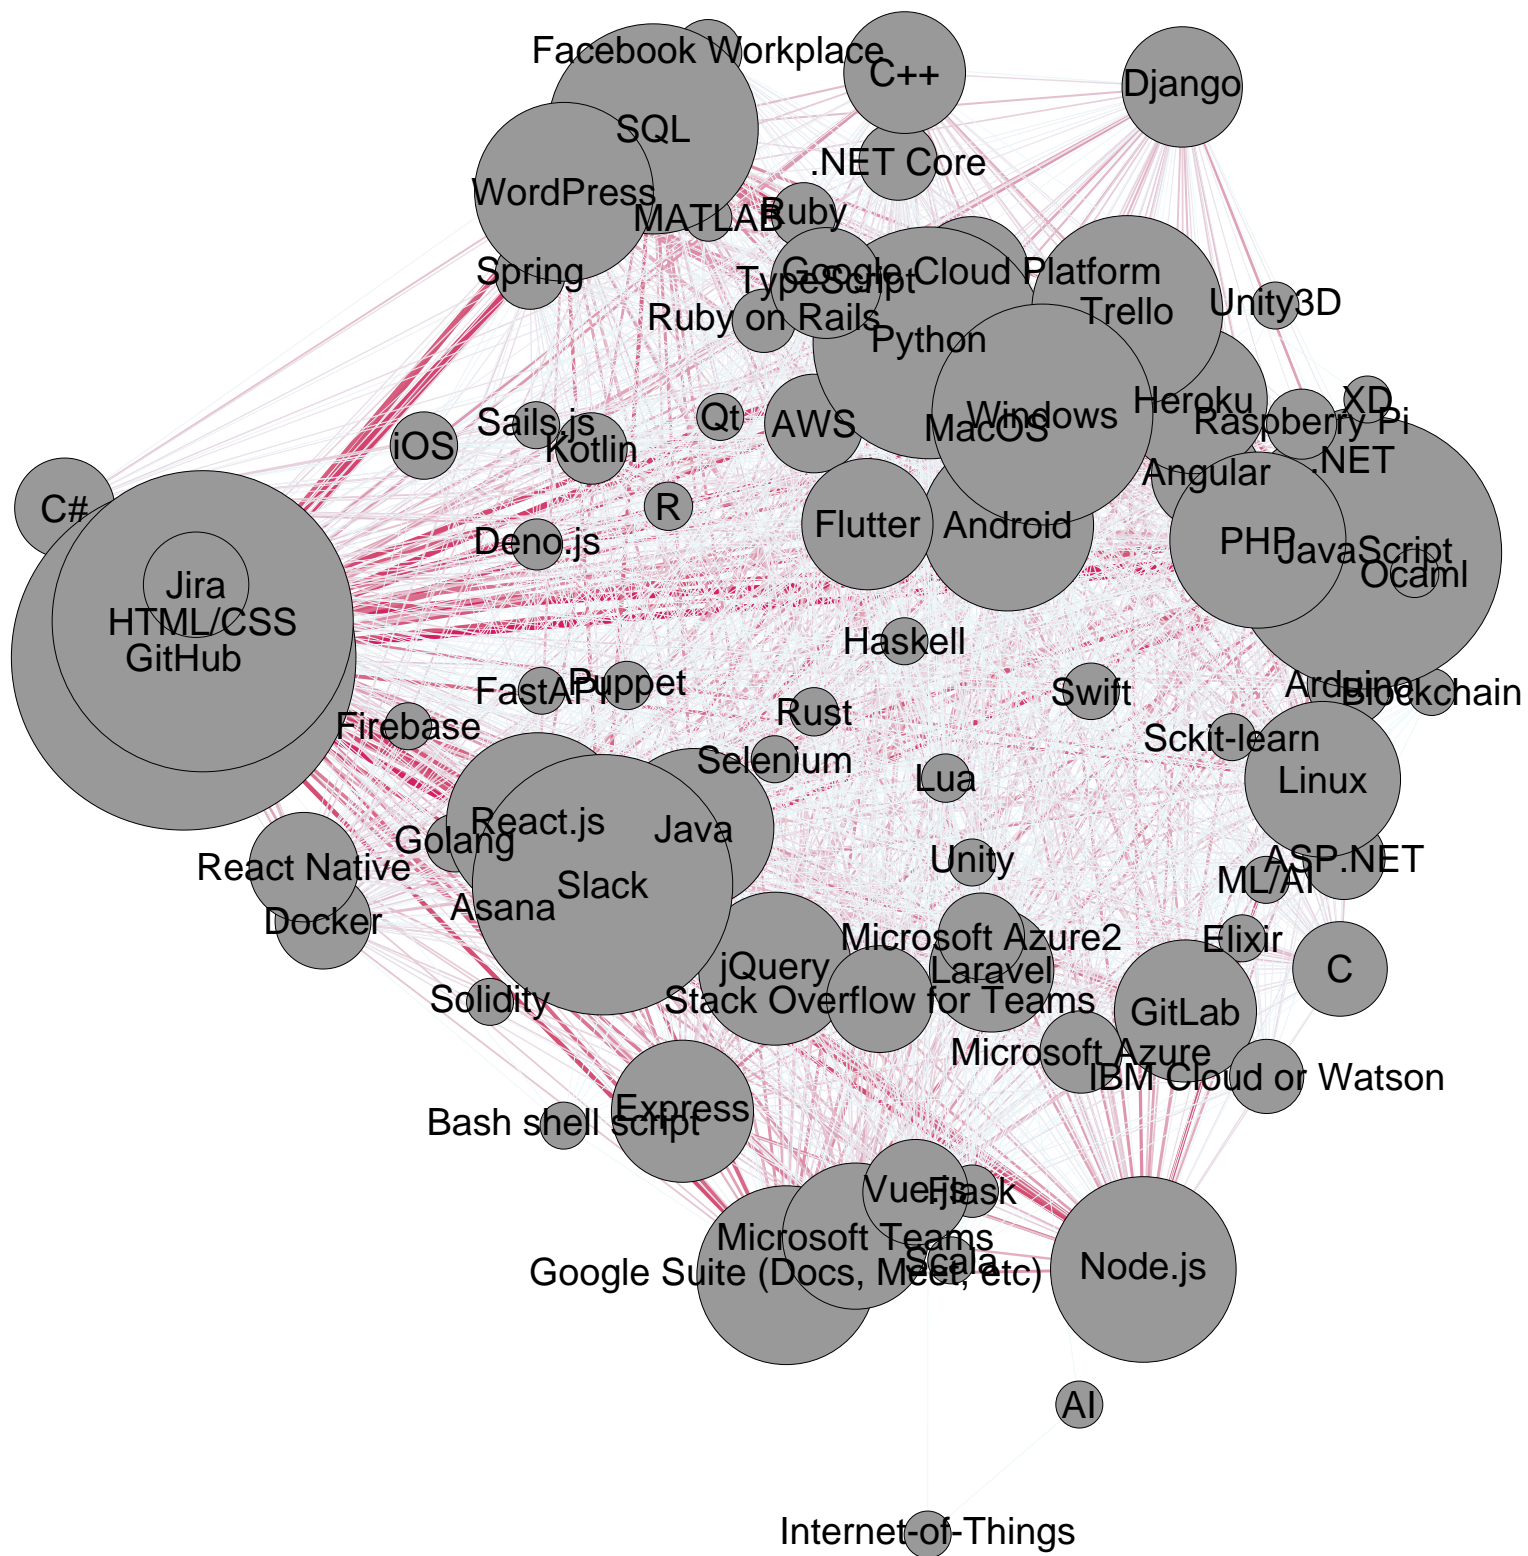 Facebook Workplace
C++
Django
SQL
.NET Core
WordPress
MATLAB
Ruby
Spring
Google Cloud Platform
TypeScript
Trello
Unity3D
Ruby on Rails
Python
Heroku
XD
Raspberry Pi
Sails.js
Qt
AWS
Windows
MacOS
iOS
Kotlin
.NET
Angular
C#
R
Flutter
Android
Deno.js
PHP
JavaScript
Ocaml
Jira
HTML/CSS
GitHub
Haskell
FastAPI
Puppet
Swift
Arduino
Blockchain
Rust
Firebase
Sckit-learn
Selenium
Lua
Linux
React.js
Java
Golang
Unity
ASP.NET
React Native
Slack
ML/AI
Asana
Docker
Microsoft Azure2
Elixir
jQuery
Laravel
C
Solidity
Stack Overflow for Teams
GitLab
Microsoft Azure
IBM Cloud or Watson
Express
Bash shell script
Vue.js
Flask
Microsoft Teams
Scala
Google Suite (Docs, Meet, etc)
Node.js
AI
Internet-of-Things